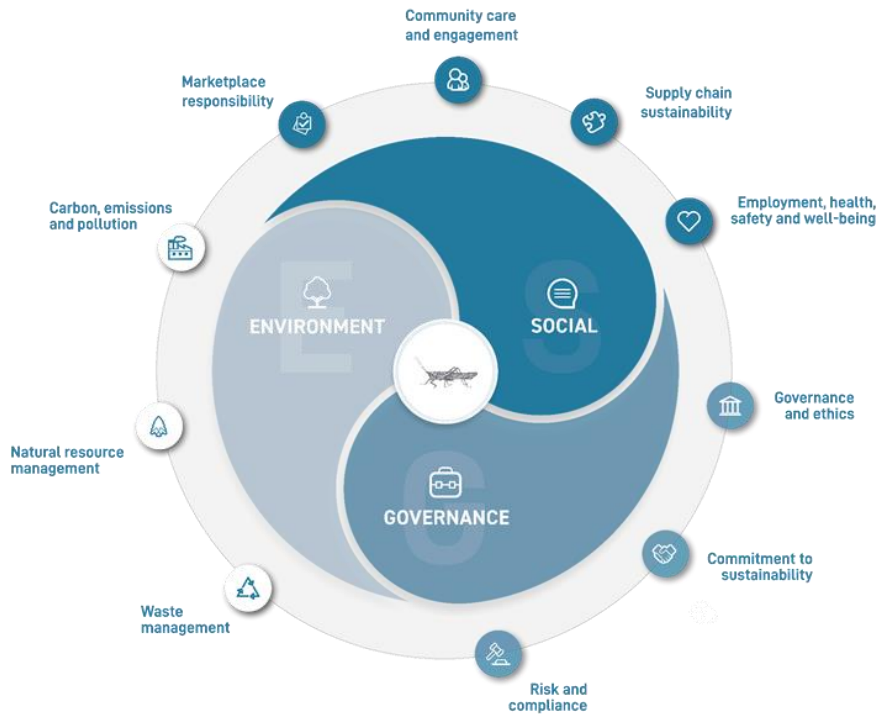 Community care
and engagement
Marketplace
responsibility
Supply chain
sustainability
Carbon, emissions
and pollution
Employment, health,
safety and well-being
E
ENVIRONMENT
S
SOCIAL
Governance
and ethics
Natural resource
management
G
GOVERNANCE
Commitment to
sustainability
Waste
management
Risk and
compliance